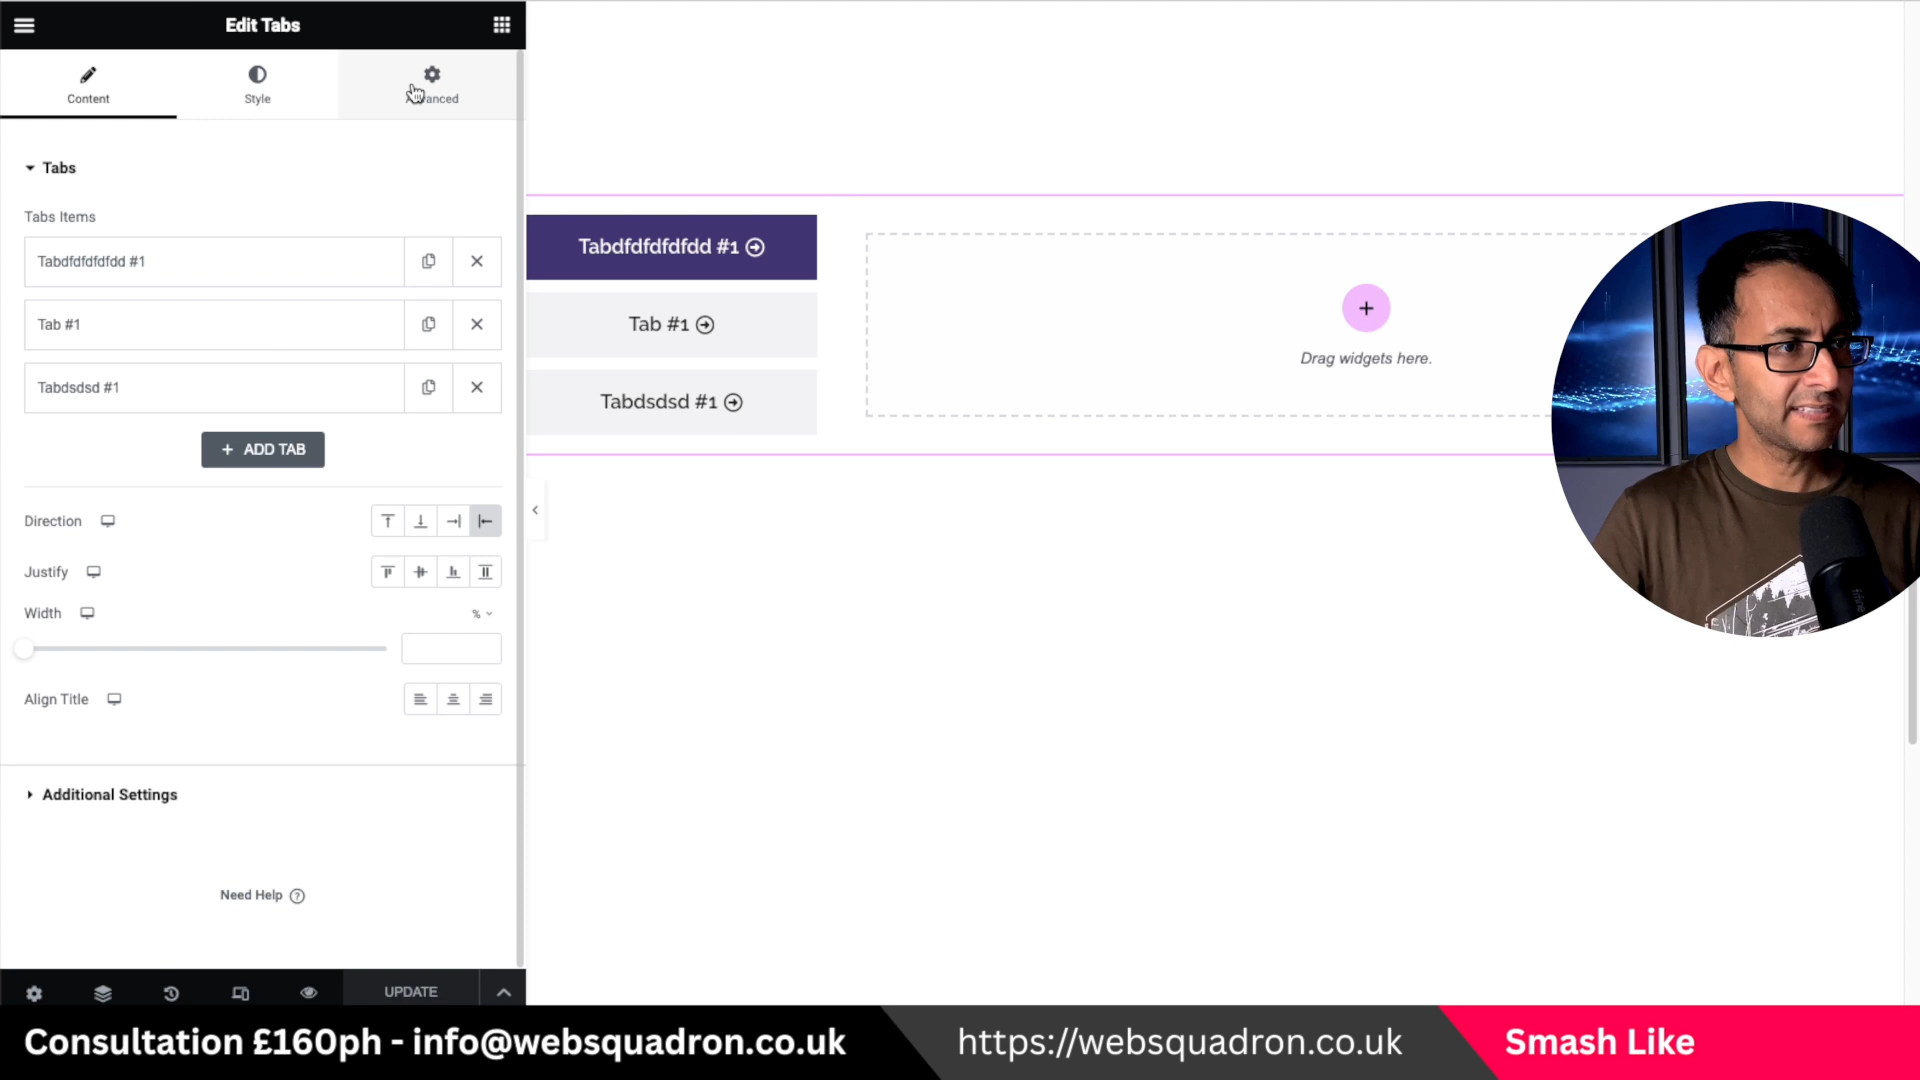 Edit Tabs
Content
Style
Advanced
Tabs
Tabs Items
Tabdfdfdfdfdd #1
Tab #1
Tabdsdsd #1
+ ADD TAB
Direction
Justify
Width
%
Align Title
Additional Settings
Need Help ?
UPDATE
Tabdfdfdfdfdd #1
Tab #1
Tabdsdsd #1
+
Drag widgets here.
Consultation £160ph - info@websquadron.co.uk
https://websquadron.co.uk
Smash Like